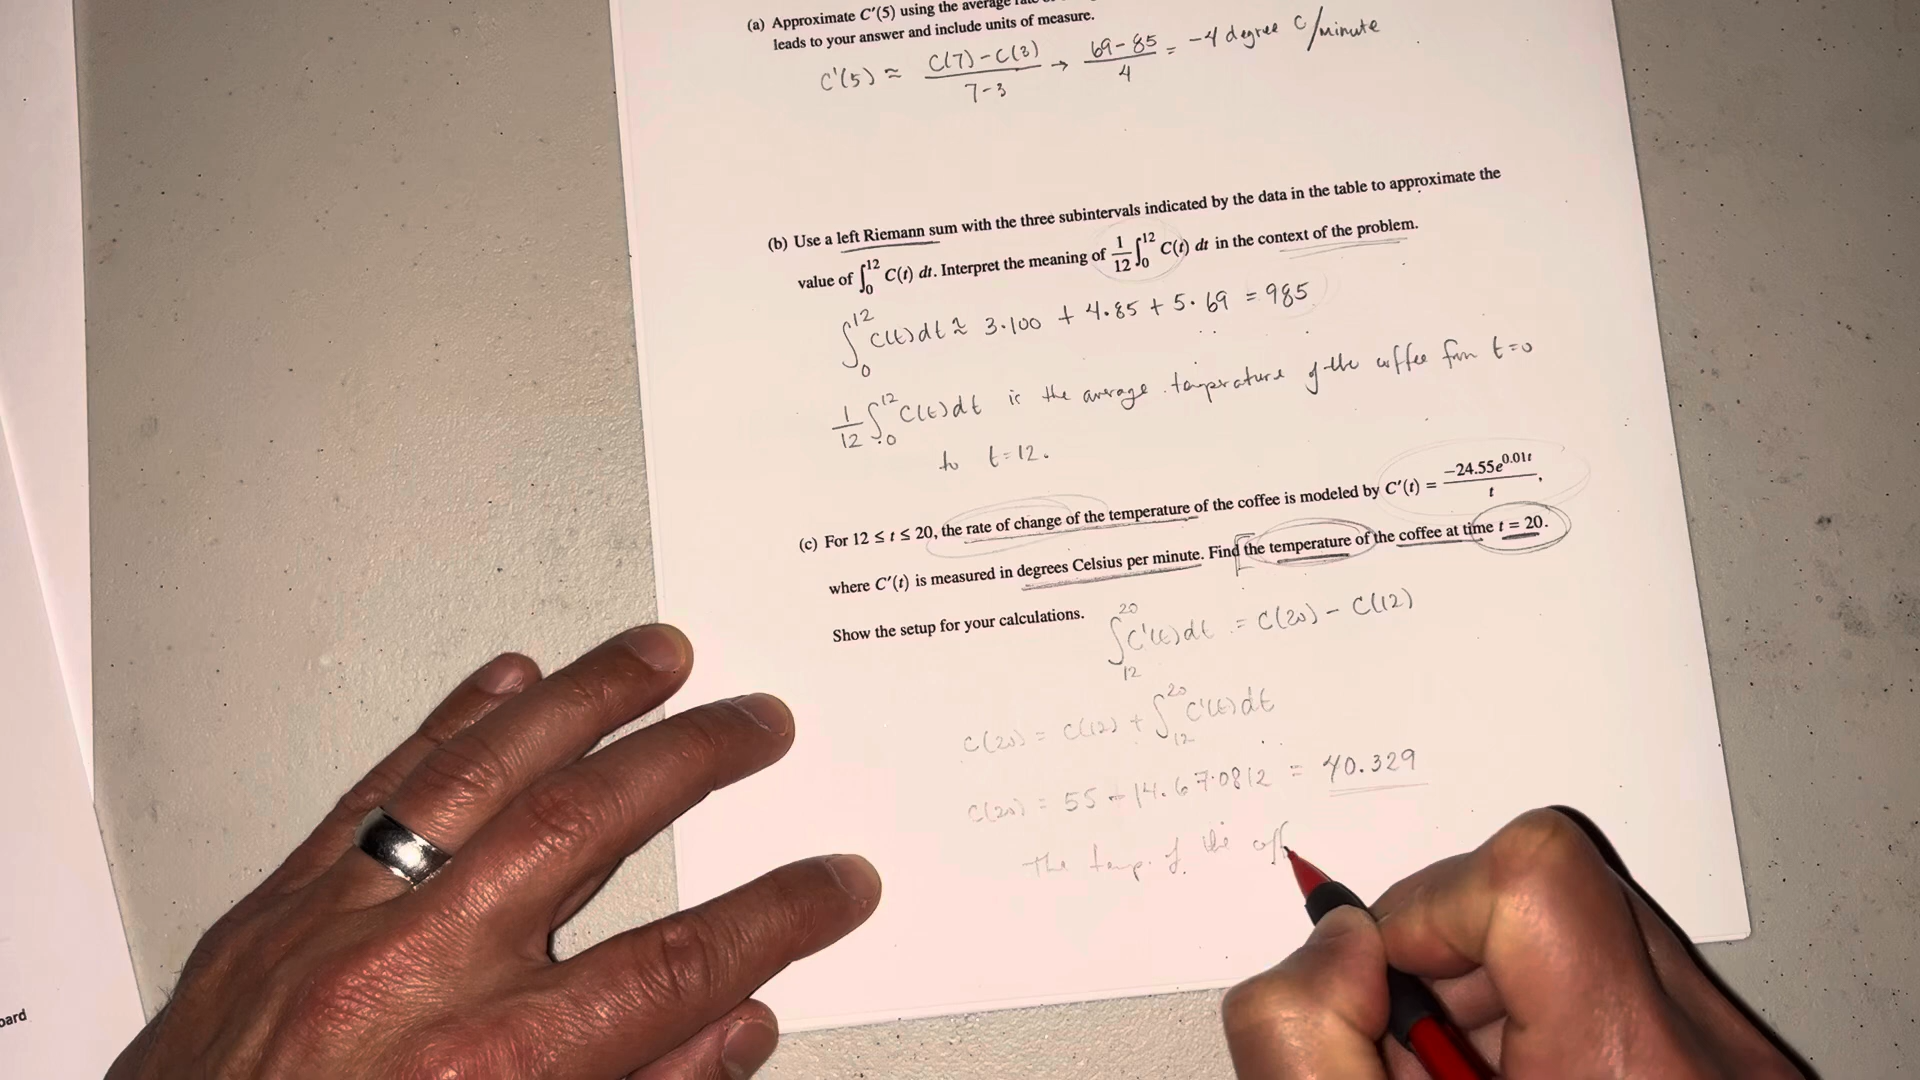 (a) Approximate C′(5) using the average rate of
leads to your answer and include units of measure.
C'(5) ≈ C(7)-C(3) / 7-3 → 69-85 / 4 = -4 degree C/minute
(b) Use a left Riemann sum with the three subintervals indicated by the data in the table to approximate the
value of ∫₀¹² C(t) dt. Interpret the meaning of 1/12 ∫₀¹² C(t) dt in the context of the problem.
∫₀¹² C(t)dt ≈ 3·100 + 4·85 + 5·69 = 985
1/12 ∫₀¹² C(t)dt is the average temperature of the coffee from t=0
to t=12.
(c) For 12 ≤ t ≤ 20, the rate of change of the temperature of the coffee is modeled by C′(t) = −24.55e^0.01t / t,
where C′(t) is measured in degrees Celsius per minute. Find the temperature of the coffee at time t = 20.
Show the setup for your calculations.
∫₁₂²⁰ C'(t)dt = C(20) - C(12)
C(20) = C(12) + ∫₁₂²⁰ C'(t)dt
C(20) = 55 - 14.670812 = 40.329
The temp. of the coff